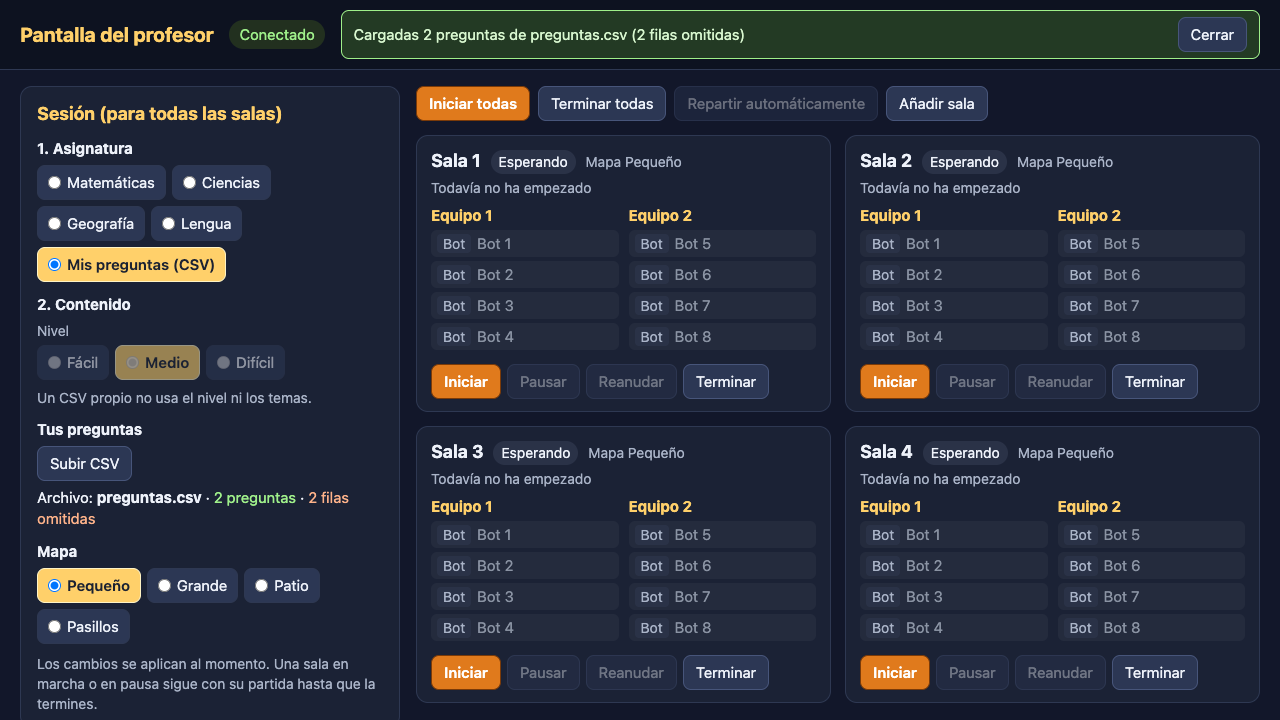 Pantalla del profesor
Conectado
Cargadas 2 preguntas de preguntas.csv (2 filas omitidas)
Cerrar
Sesión (para todas las salas)
1. Asignatura
Matemáticas
Ciencias
Geografía
Lengua
Mis preguntas (CSV)
2. Contenido
Nivel
Fácil
Medio
Difícil
Un CSV propio no usa el nivel ni los temas.
Tus preguntas
Subir CSV
Archivo: preguntas.csv · 2 preguntas · 2 filas
omitidas
Mapa
Pequeño
Grande
Patio
Pasillos
Los cambios se aplican al momento. Una sala en
marcha o en pausa sigue con su partida hasta que la
termines.
Iniciar todas
Terminar todas
Repartir automáticamente
Añadir sala
Sala 1
Esperando
Mapa Pequeño
Todavía no ha empezado
Equipo 1
Bot Bot 1
Bot Bot 2
Bot Bot 3
Bot Bot 4
Equipo 2
Bot Bot 5
Bot Bot 6
Bot Bot 7
Bot Bot 8
Iniciar
Pausar
Reanudar
Terminar
Sala 2
Esperando
Mapa Pequeño
Todavía no ha empezado
Equipo 1
Bot Bot 1
Bot Bot 2
Bot Bot 3
Bot Bot 4
Equipo 2
Bot Bot 5
Bot Bot 6
Bot Bot 7
Bot Bot 8
Iniciar
Pausar
Reanudar
Terminar
Sala 3
Esperando
Mapa Pequeño
Todavía no ha empezado
Equipo 1
Bot Bot 1
Bot Bot 2
Bot Bot 3
Bot Bot 4
Equipo 2
Bot Bot 5
Bot Bot 6
Bot Bot 7
Bot Bot 8
Iniciar
Pausar
Reanudar
Terminar
Sala 4
Esperando
Mapa Pequeño
Todavía no ha empezado
Equipo 1
Bot Bot 1
Bot Bot 2
Bot Bot 3
Bot Bot 4
Equipo 2
Bot Bot 5
Bot Bot 6
Bot Bot 7
Bot Bot 8
Iniciar
Pausar
Reanudar
Terminar